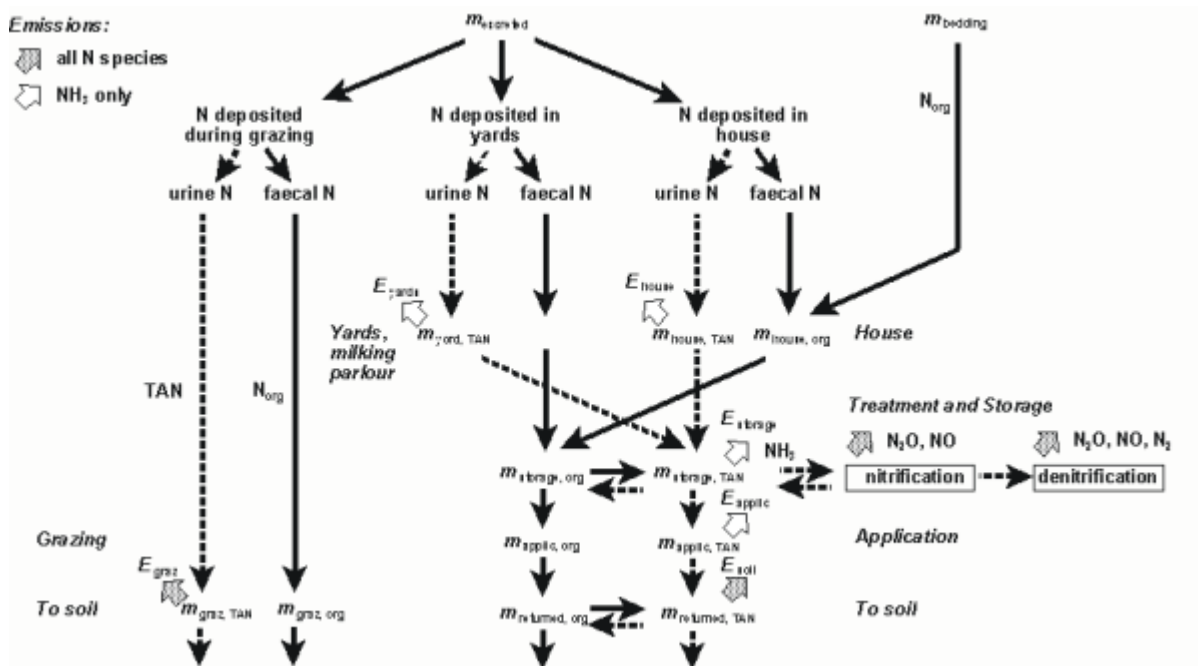 Emissions:
all N species
NH₃ only
m excreted
m bedding
N deposited
during grazing
N deposited in
yards
N deposited in
house
N org
urine N
faecal N
urine N
faecal N
urine N
faecal N
E yards
E house
Yards,
milking
parlour
m yard, TAN
m house, TAN
m house, org
House
TAN
N org
E storage
NH₃
Treatment and Storage
N₂O, NO
N₂O, NO, N₂
m storage, org
m storage, TAN
nitrification
denitrification
E applic
Grazing
m applic, org
m applic, TAN
Application
E graz
E soil
To soil
m graz, TAN
m graz, org
m returned, org
m returned, TAN
To soil